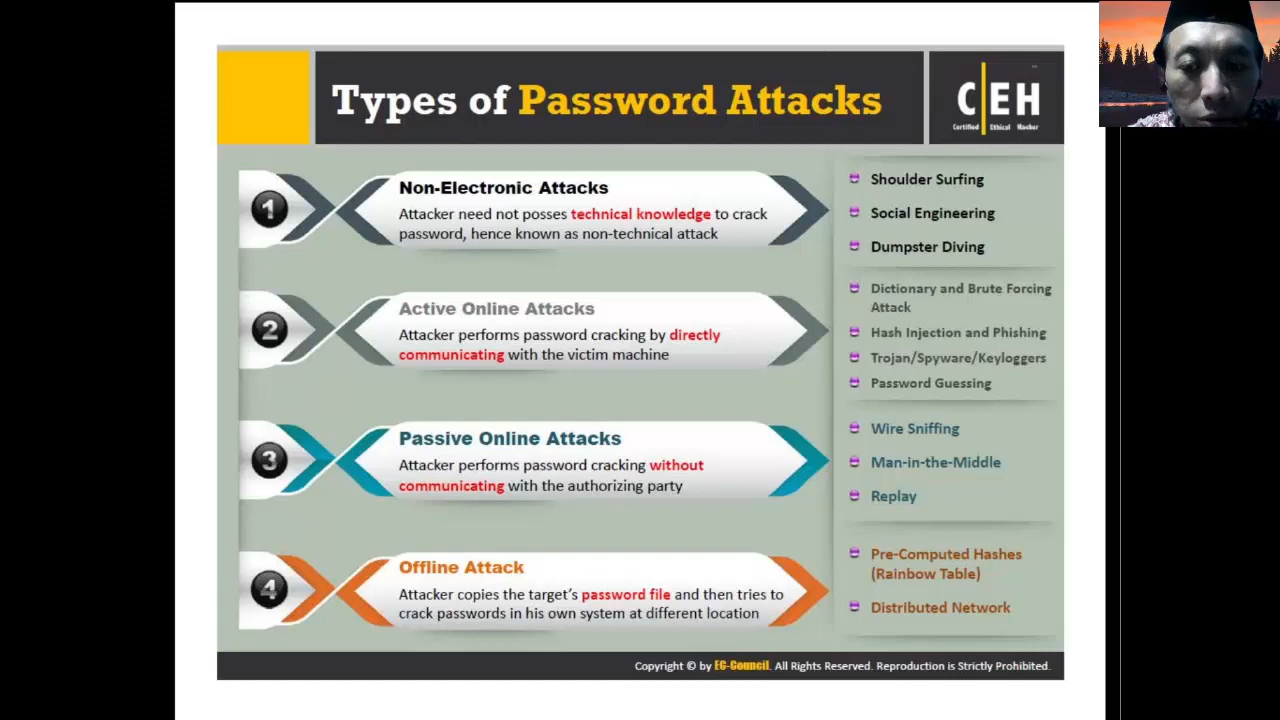 Types of Password Attacks
C|EH
Certified Ethical Hacker
1
Non-Electronic Attacks
Attacker need not posses technical knowledge to crack
password, hence known as non-technical attack
Shoulder Surfing
Social Engineering
Dumpster Diving
2
Active Online Attacks
Attacker performs password cracking by directly
communicating with the victim machine
Dictionary and Brute Forcing
Attack
Hash Injection and Phishing
Trojan/Spyware/Keyloggers
Password Guessing
3
Passive Online Attacks
Attacker performs password cracking without
communicating with the authorizing party
Wire Sniffing
Man-in-the-Middle
Replay
4
Offline Attack
Attacker copies the target's password file and then tries to
crack passwords in his own system at different location
Pre-Computed Hashes
(Rainbow Table)
Distributed Network
Copyright © by EC-Council. All Rights Reserved. Reproduction is Strictly Prohibited.